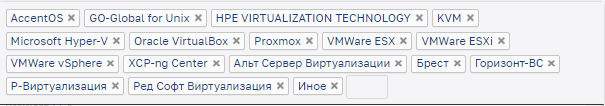 AccentOS × GO-Global for Unix × HPE VIRTUALIZATION TECHNOLOGY × KVM ×
Microsoft Hyper-V × Oracle VirtualBox × Proxmox × VMWare ESX × VMWare ESXi ×
VMWare vSphere × XCP-ng Center × Альт Сервер Виртуализации × Брест × Горизонт-ВС ×
Р-Виртуализация × Ред Софт Виртуализация × Иное ×